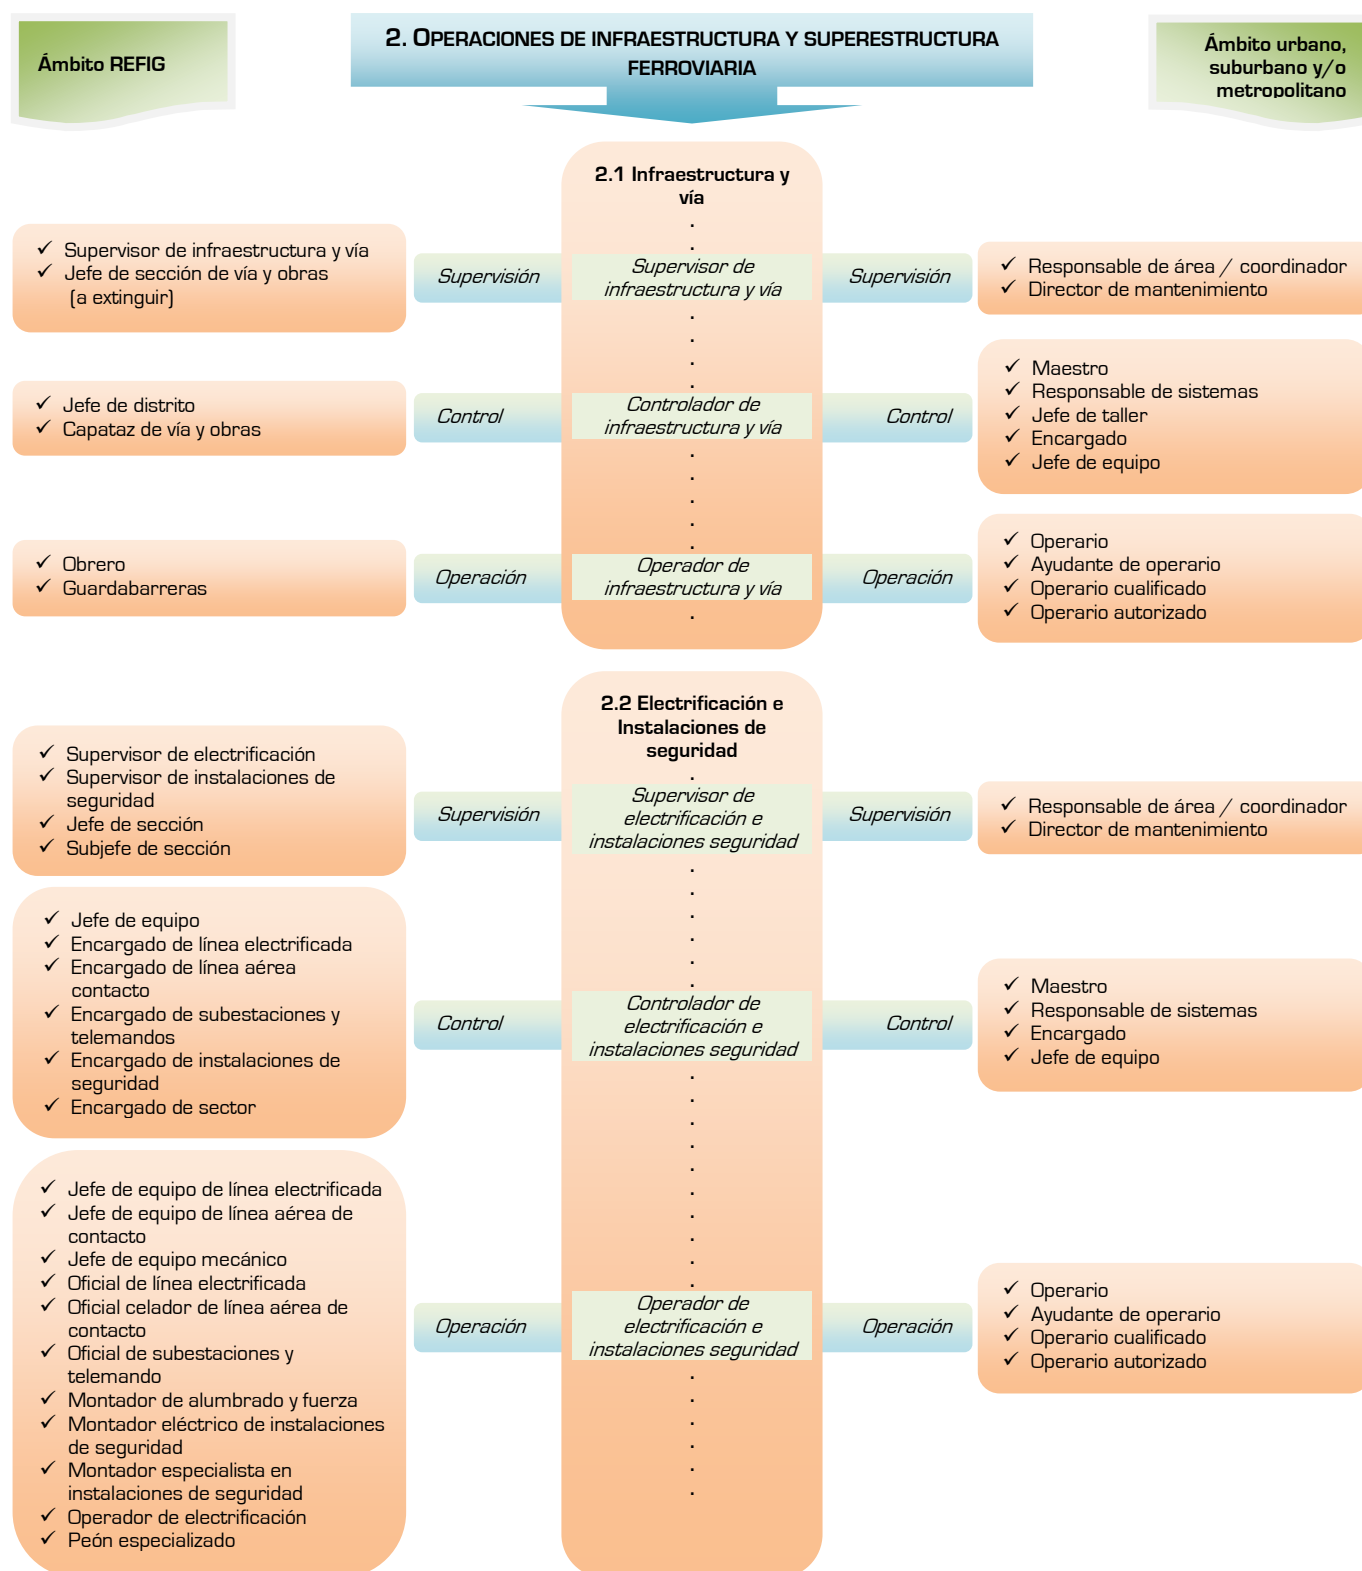 Ámbito REFIG
2. OPERACIONES DE INFRAESTRUCTURA Y SUPERESTRUCTURA
FERROVIARIA
Ámbito urbano,
suburbano y/o
metropolitano
2.1 Infraestructura y
vía
✓ Supervisor de infraestructura y vía
✓ Jefe de sección de vía y obras
(a extinguir)
Supervisión
Supervisor de
infraestructura y vía
Supervisión
✓ Responsable de área / coordinador
✓ Director de mantenimiento
✓ Jefe de distrito
✓ Capataz de vía y obras
Control
Controlador de
infraestructura y vía
Control
✓ Maestro
✓ Responsable de sistemas
✓ Jefe de taller
✓ Encargado
✓ Jefe de equipo
✓ Obrero
✓ Guardabarreras
Operación
Operador de
infraestructura y vía
Operación
✓ Operario
✓ Ayudante de operario
✓ Operario cualificado
✓ Operario autorizado
2.2 Electrificación e
Instalaciones de
seguridad
✓ Supervisor de electrificación
✓ Supervisor de instalaciones de
seguridad
✓ Jefe de sección
✓ Subjefe de sección
Supervisión
Supervisor de
electrificación e
instalaciones seguridad
Supervisión
✓ Responsable de área / coordinador
✓ Director de mantenimiento
✓ Jefe de equipo
✓ Encargado de línea electrificada
✓ Encargado de línea aérea
contacto
✓ Encargado de subestaciones y
telemandos
✓ Encargado de instalaciones de
seguridad
✓ Encargado de sector
Control
Controlador de
electrificación e
instalaciones seguridad
Control
✓ Maestro
✓ Responsable de sistemas
✓ Encargado
✓ Jefe de equipo
✓ Jefe de equipo de línea electrificada
✓ Jefe de equipo de línea aérea de
contacto
✓ Jefe de equipo mecánico
✓ Oficial de línea electrificada
✓ Oficial celador de línea aérea de
contacto
✓ Oficial de subestaciones y
telemando
✓ Montador de alumbrado y fuerza
✓ Montador eléctrico de instalaciones
de seguridad
✓ Montador especialista en
instalaciones de seguridad
✓ Operador de electrificación
✓ Peón especializado
Operación
Operador de
electrificación e
instalaciones seguridad
Operación
✓ Operario
✓ Ayudante de operario
✓ Operario cualificado
✓ Operario autorizado